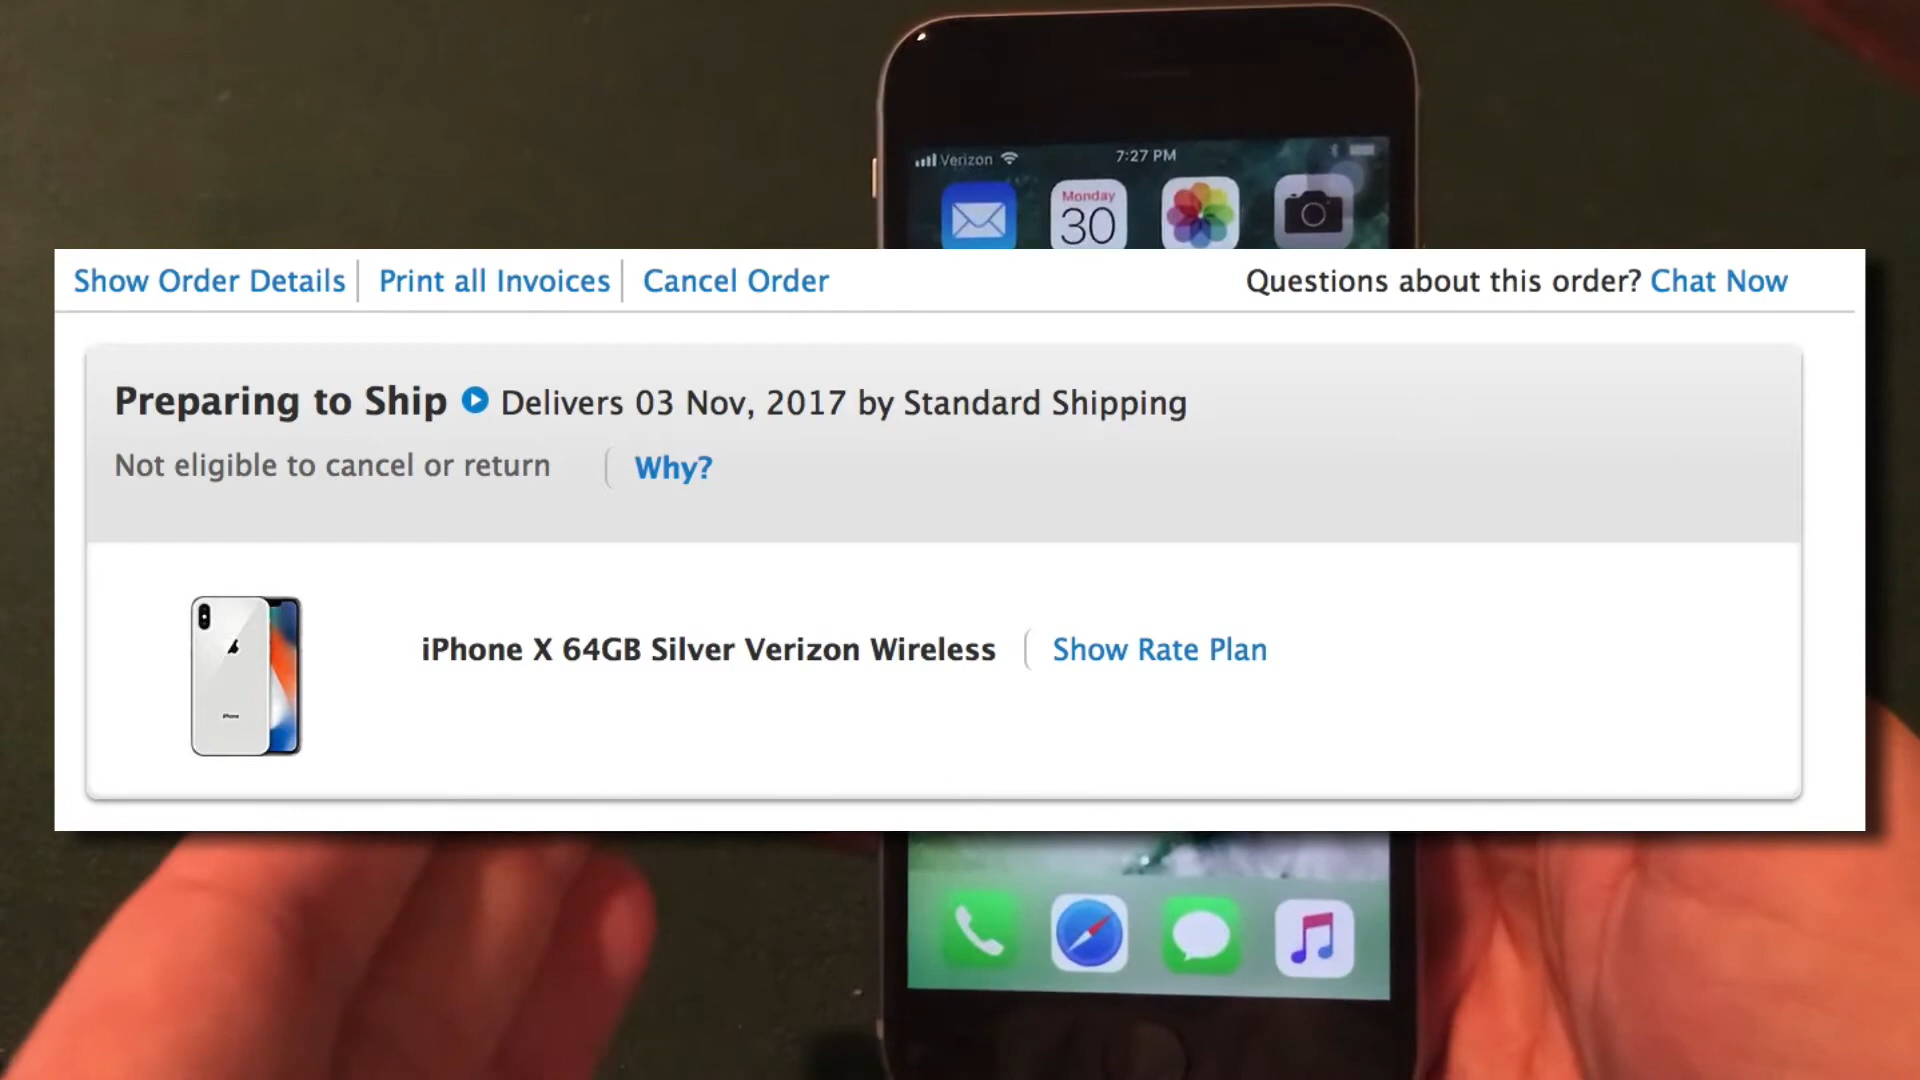 Verizon 7:27 PM
Monday
30
Show Order Details Print all Invoices Cancel Order Questions about this order? Chat Now
Preparing to Ship Delivers 03 Nov, 2017 by Standard Shipping
Not eligible to cancel or return Why?
iPhone X 64GB Silver Verizon Wireless Show Rate Plan
iPhone